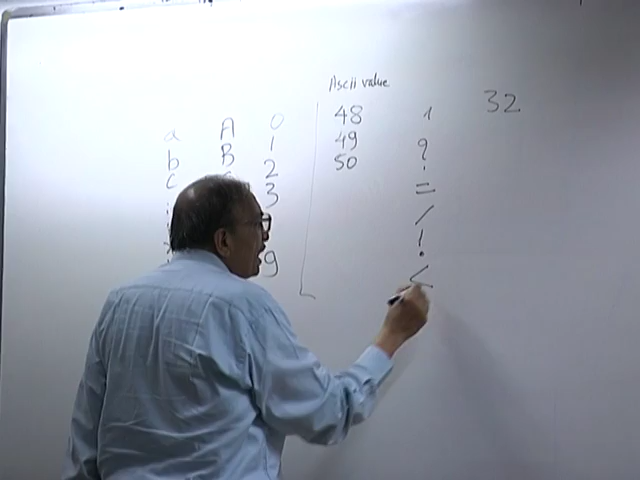 Ascii value
a A 0 48 32
b B 1 49 ?
c 2 50 =
3 /
9 !
<